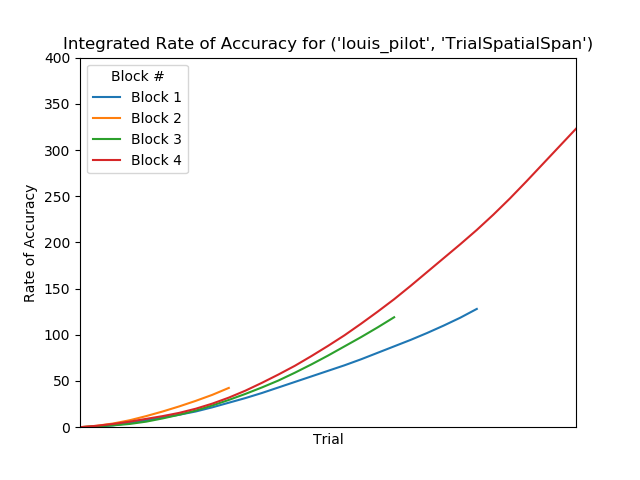 Integrated Rate of Accuracy for ('louis_pilot', 'TrialSpatialSpan')
400
350
300
250
200
150
100
50
0
Rate of Accuracy
Block #
Block 1
Block 2
Block 3
Block 4
Trial